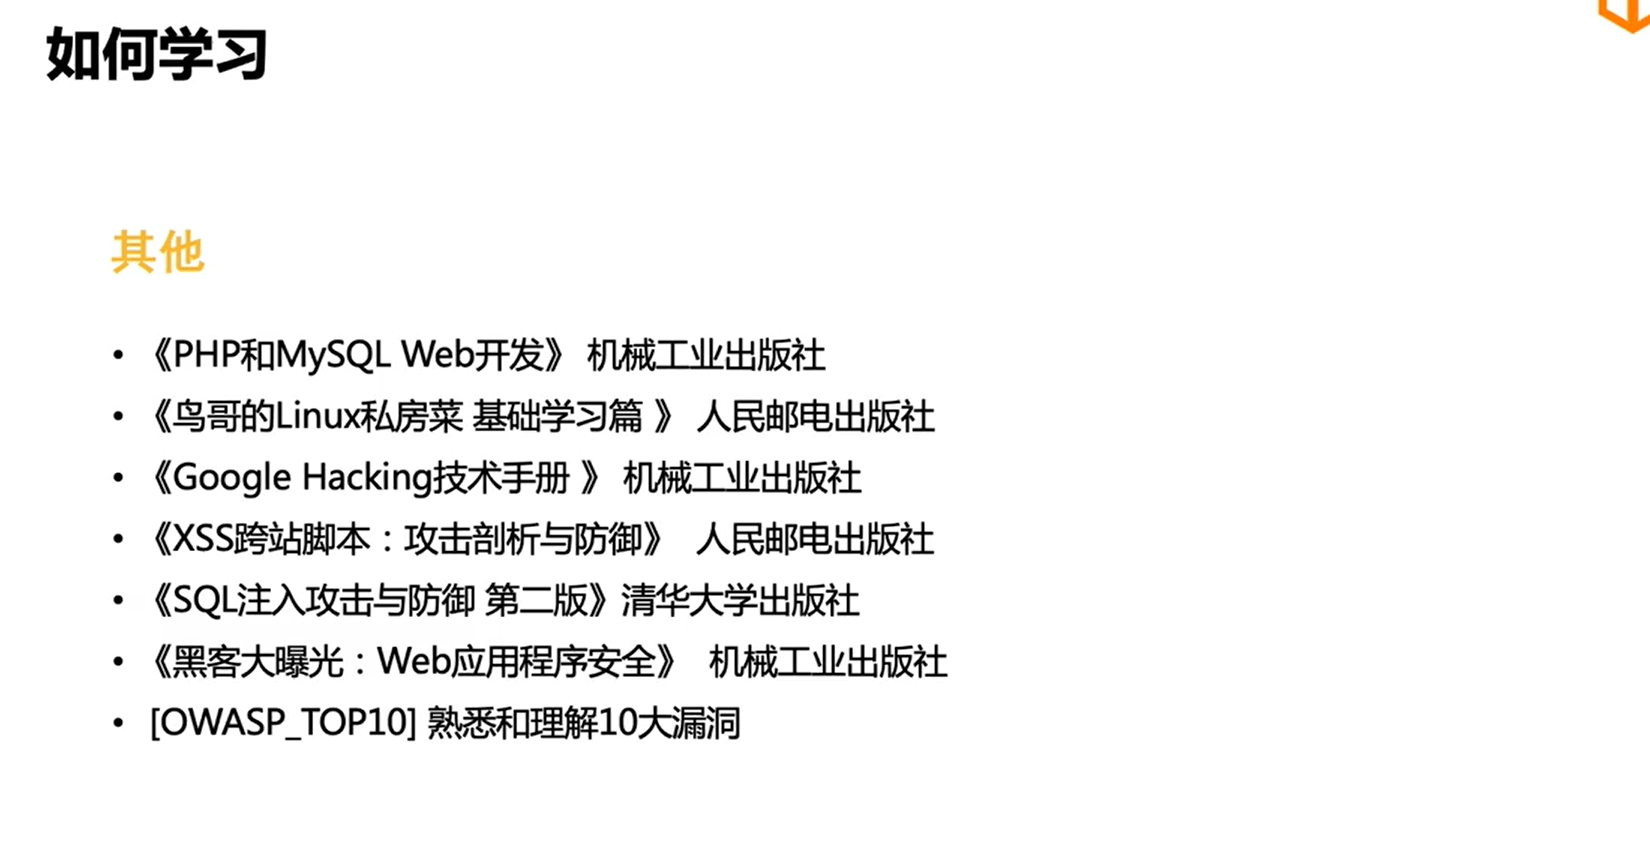 如何学习
其他
• 《PHP和MySQL Web开发》 机械工业出版社
• 《鸟哥的Linux私房菜 基础学习篇 》 人民邮电出版社
• 《Google Hacking技术手册 》 机械工业出版社
• 《XSS跨站脚本：攻击剖析与防御》 人民邮电出版社
• 《SQL注入攻击与防御 第二版》清华大学出版社
• 《黑客大曝光：Web应用程序安全》 机械工业出版社
• [OWASP_TOP10] 熟悉和理解10大漏洞